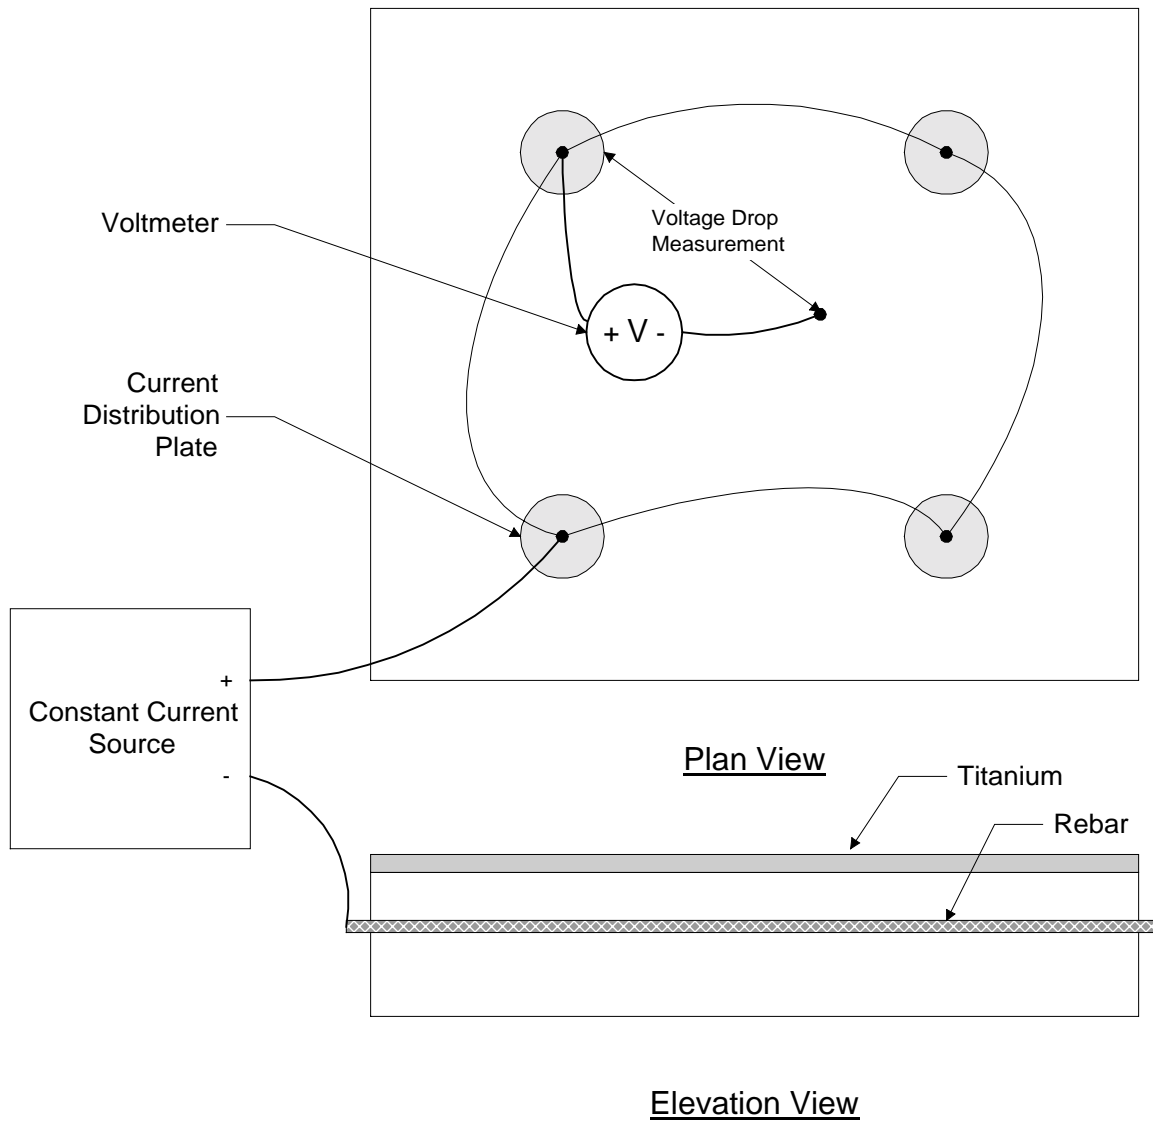 Voltmeter
Voltage Drop
Measurement
+ V -
Current
Distribution
Plate
+
Constant Current
Source
-
Plan View
Titanium
Rebar
Elevation View